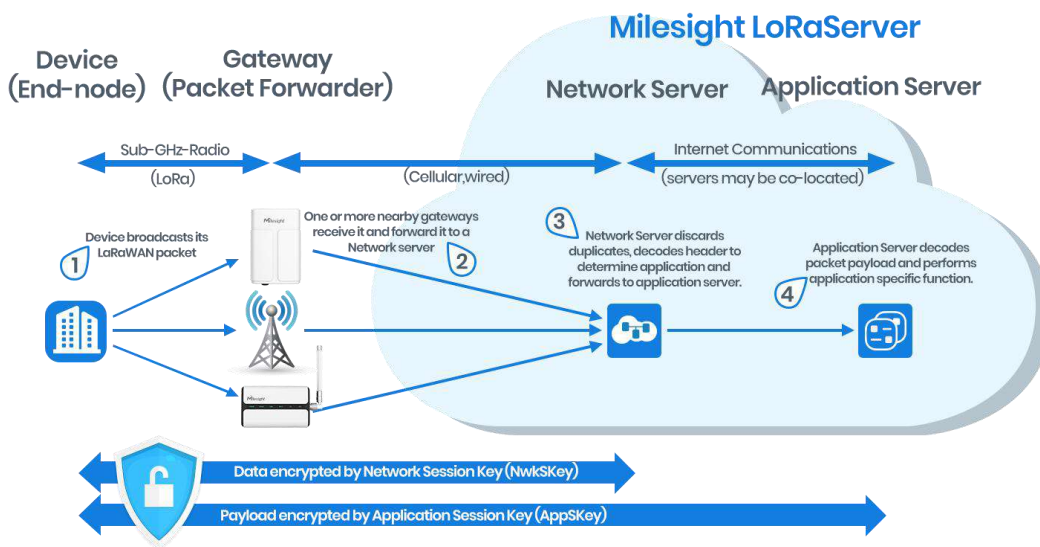 Milesight LoRaServer
Device
(End-node)
Gateway
(Packet Forwarder)
Network Server
Application Server
Sub-GHz-Radio
(LoRa)
(Cellular,wired)
Internet Communications
(servers may be co-located)
1
Device broadcasts its
LaRaWAN packet
Milesight
One or more nearby gateways
receive it and forward it to a
Network server
2
3
Network Server discards
duplicates, decodes header to
determine application and
forwards to application server.
4
Application Server decodes
packet payload and performs
application specific function.
Milesight
Data encrypted by Network Session Key (NwkSKey)
Payload encrypted by Application Session Key (AppSKey)